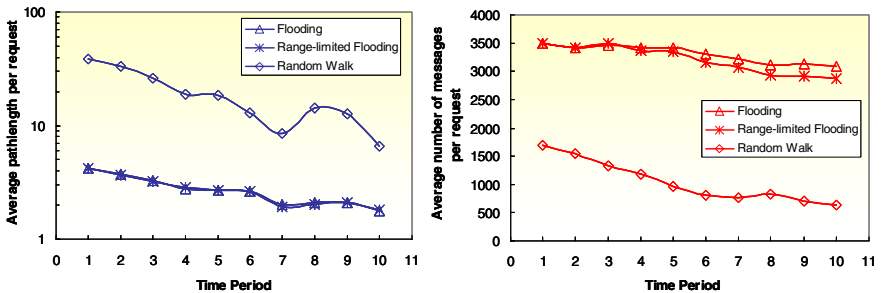 Average pathlength per request
100
10
1
0 1 2 3 4 5 6 7 8 9 10 11
Time Period
Flooding
Range-limited Flooding
Random Walk
Average number of messages
per request
4000
3500
3000
2500
2000
1500
1000
500
0
0 1 2 3 4 5 6 7 8 9 10 11
Time Period
Flooding
Range-limited Flooding
Random Walk